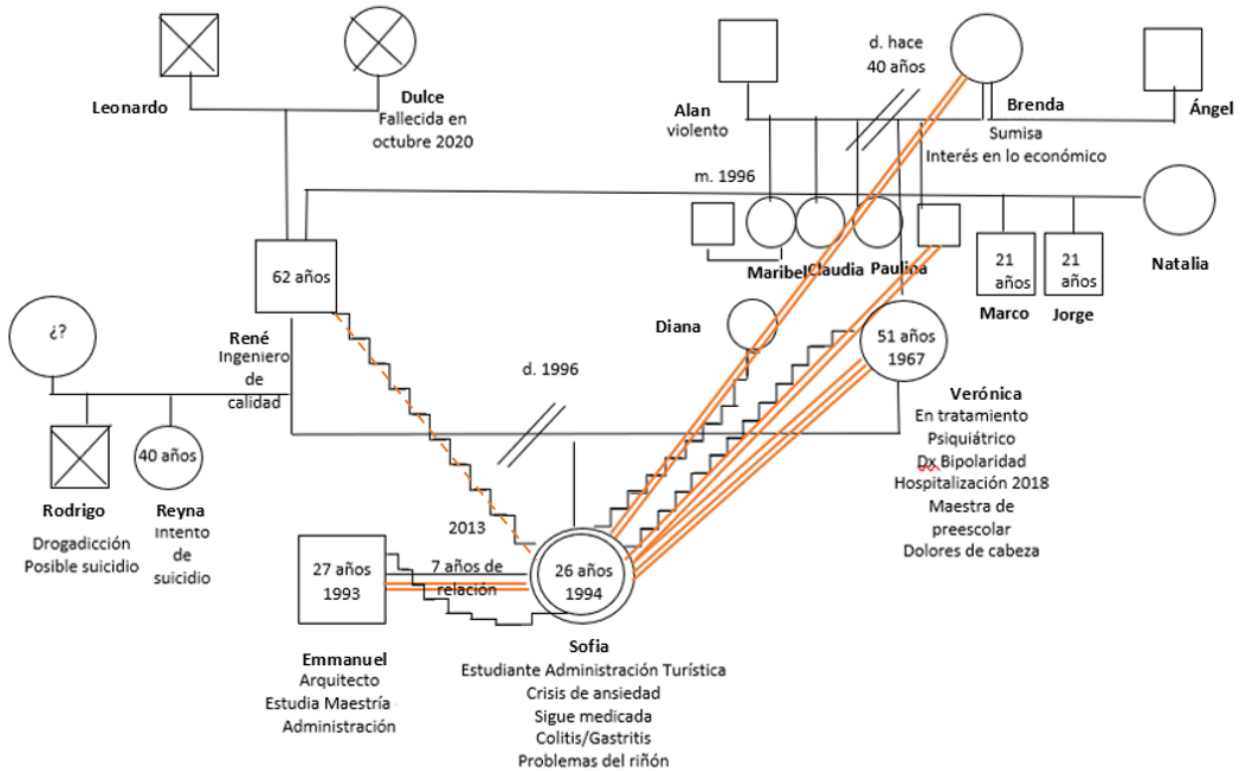 Leonardo
Dulce
Fallecida en
octubre 2020
Alan
violento
d. hace
40 años
Brenda
Sumisa
Interés en lo económico
Ángel
m. 1996
Maribel
Claudia
Paulina
21
años
Marco
21
años
Jorge
Natalia
62 años
René
Ingeniero
de
calidad
¿?
Diana
51 años
1967
Verónica
En tratamiento
Psiquiátrico
Dx Bipolaridad
Hospitalización 2018
Maestra de
preescolar
Dolores de cabeza
d. 1996
Rodrigo
Drogadicción
Posible suicidio
40 años
Reyna
Intento
de
suicidio
2013
7 años de
relación
27 años
1993
Emmanuel
Arquitecto
Estudia Maestría
Administración
26 años
1994
Sofia
Estudiante Administración Turística
Crisis de ansiedad
Sigue medicada
Colitis/Gastritis
Problemas del riñón